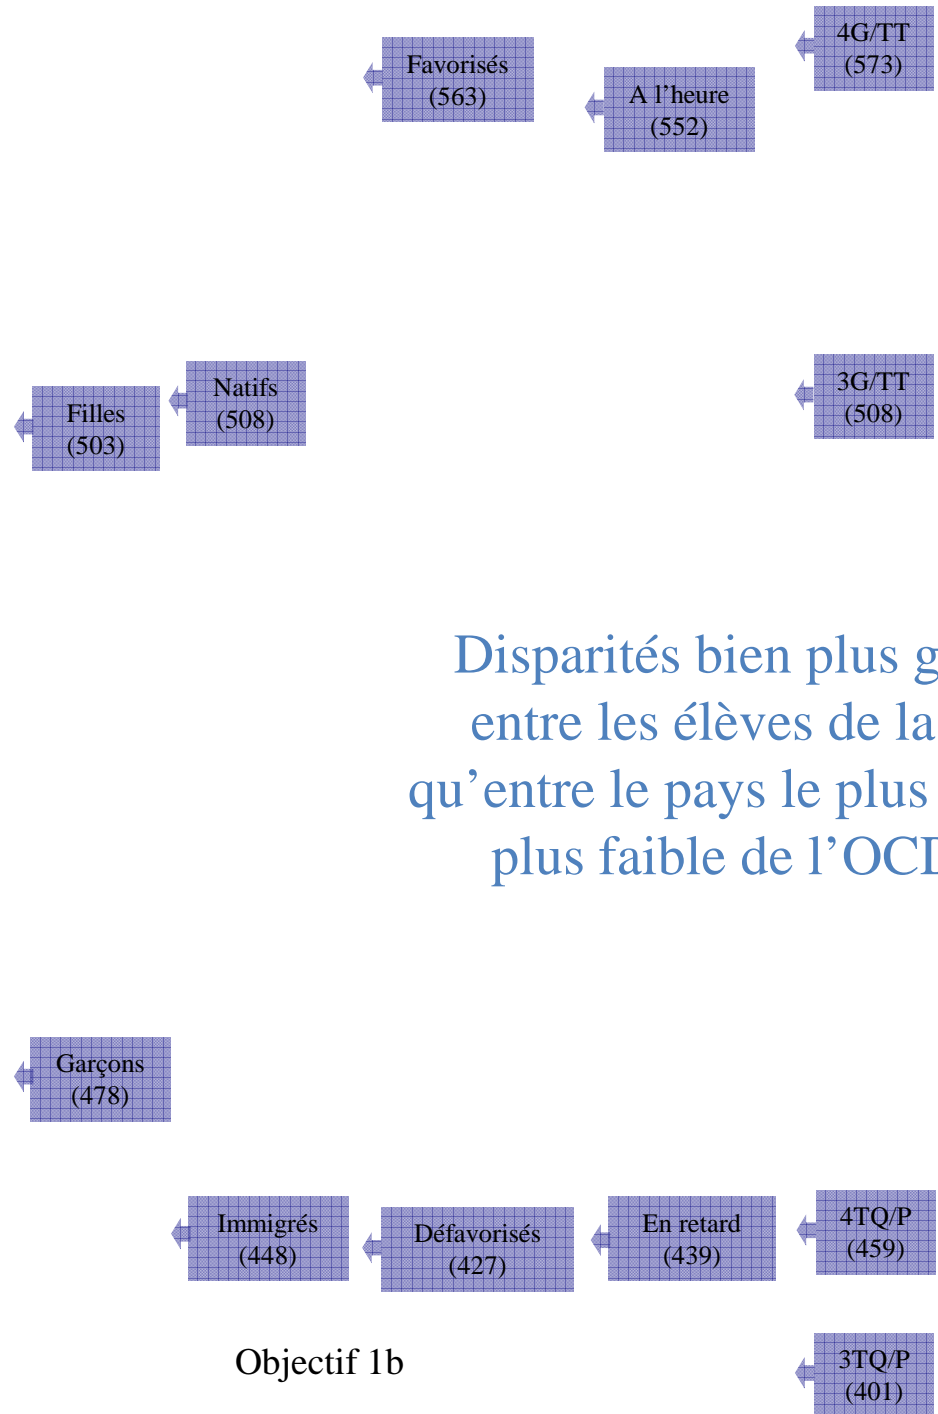 4G/TT
(573)
Favorisés
(563)
A l’heure
(552)
3G/TT
(508)
Natifs
(508)
Filles
(503)
Disparités bien plus g
entre les élèves de la
qu’entre le pays le plus
plus faible de l’OCD
Garçons
(478)
Immigrés
(448)
Défavorisés
(427)
En retard
(439)
4TQ/P
(459)
Objectif 1b
3TQ/P
(401)